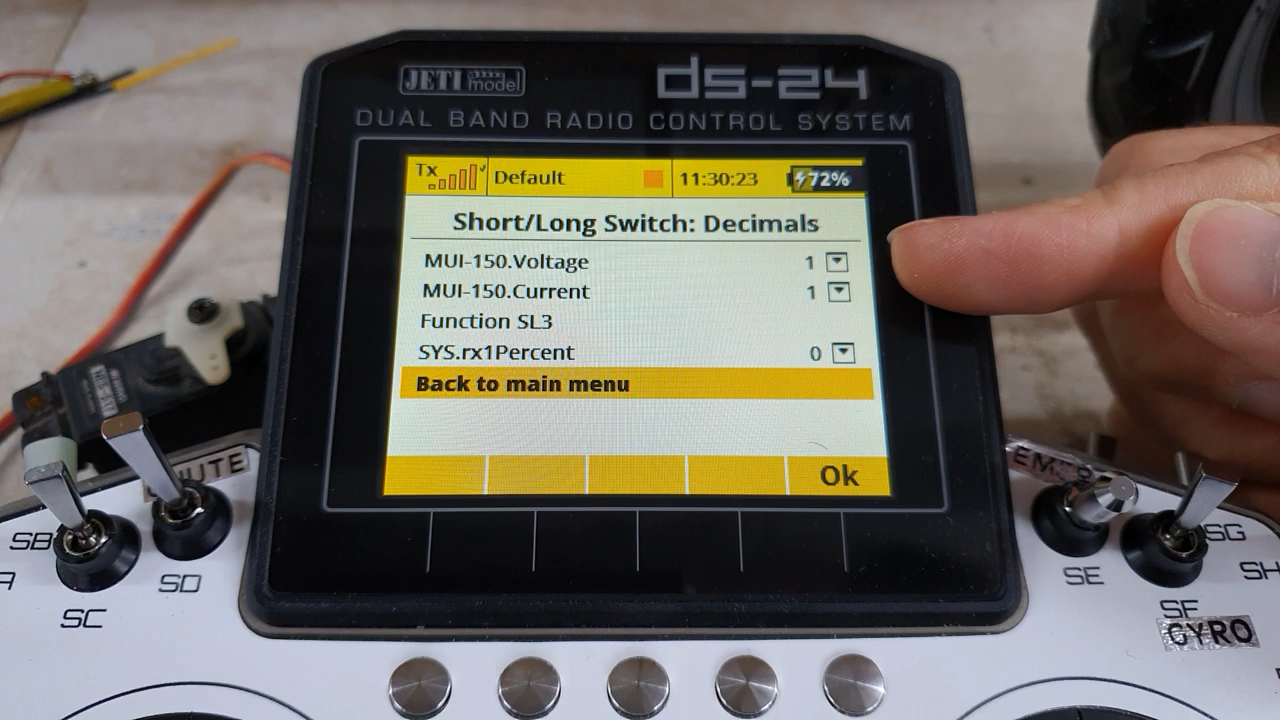 JETI model
ds-24
DUAL BAND RADIO CONTROL SYSTEM
Tx Default 11:30:23 72%
Short/Long Switch: Decimals
MUI-150.Voltage 1
MUI-150.Current 1
Function SL3
SYS.rx1Percent 0
Back to main menu
Ok
SB
SD
SC
SE
SG
SH
SF
GYRO